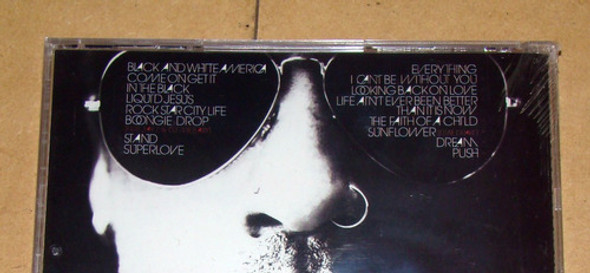 BLACK AND WHITE AMERICA
COME ON GET IT
IN THE BLACK
LIQUID JESUS
ROCK STAR CITY LIFE
BOONGIE DROP
STAND
SUPERLOVE
EVERYTHING
I CAN'T BE WITHOUT YOU
LOOKING BACK ON LOVE
LIFE AIN'T EVER BEEN BETTER
THAN IT IS NOW
THE FAITH OF A CHILD
SUNFLOWER
DREAM
PUSH